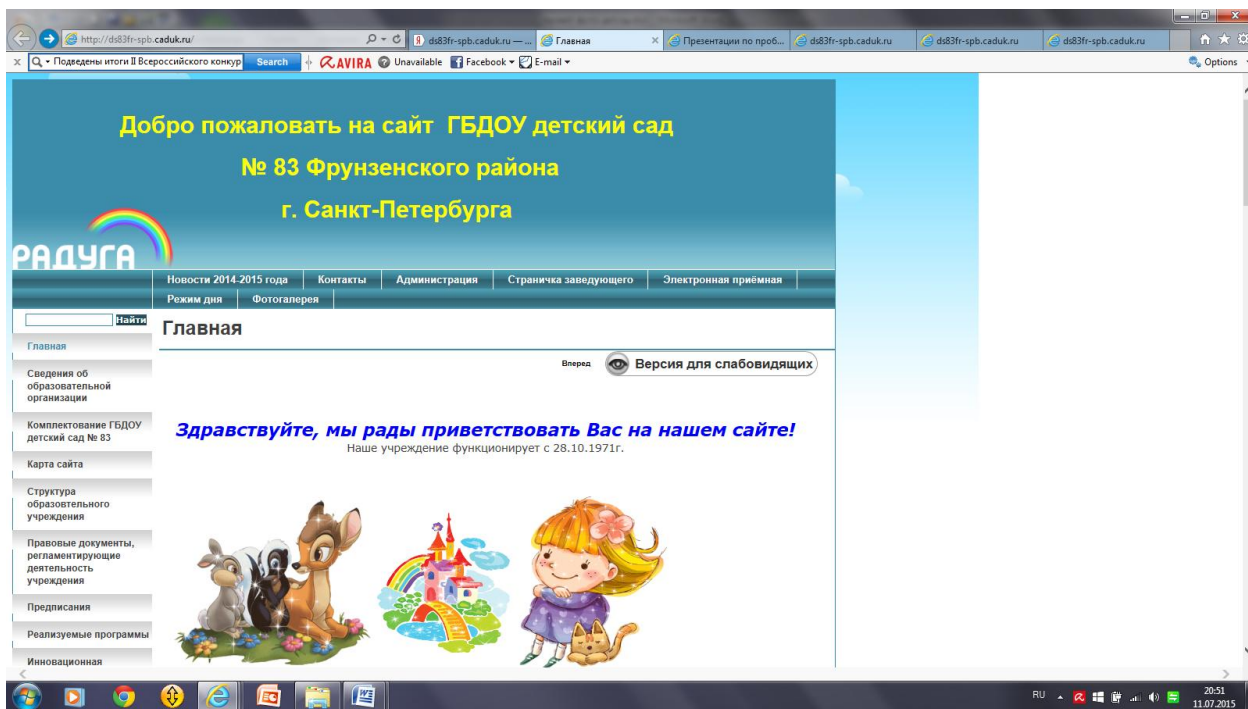 http://ds83fr-spb.caduk.ru/
ds83fr-spb.caduk.ru — ...
Главная
Презентации по проб...
ds83fr-spb.caduk.ru
ds83fr-spb.caduk.ru
ds83fr-spb.caduk.ru
Подведены итоги II Всероссийского конкур
Search
AVIRA
Unavailable
Facebook
E-mail
Options
Добро пожаловать на сайт ГБДОУ детский сад
№ 83 Фрунзенского района
г. Санкт-Петербурга
РАДУГА
Новости 2014-2015 года
Контакты
Администрация
Страничка заведующего
Электронная приёмная
Режим дня
Фотогалерея
Найти
Главная
Сведения об
образовательной
организации
Комплектование ГБДОУ
детский сад № 83
Карта сайта
Структура
образовтельного
учреждения
Правовые документы,
регламентирующие
деятельность
учреждения
Предписания
Реализуемые программы
Инновационная
Главная
Вперед
Версия для слабовидящих
Здравствуйте, мы рады приветствовать Вас на нашем сайте!
Наше учреждение функционирует с 28.10.1971г.
RU
20:51
11.07.2015